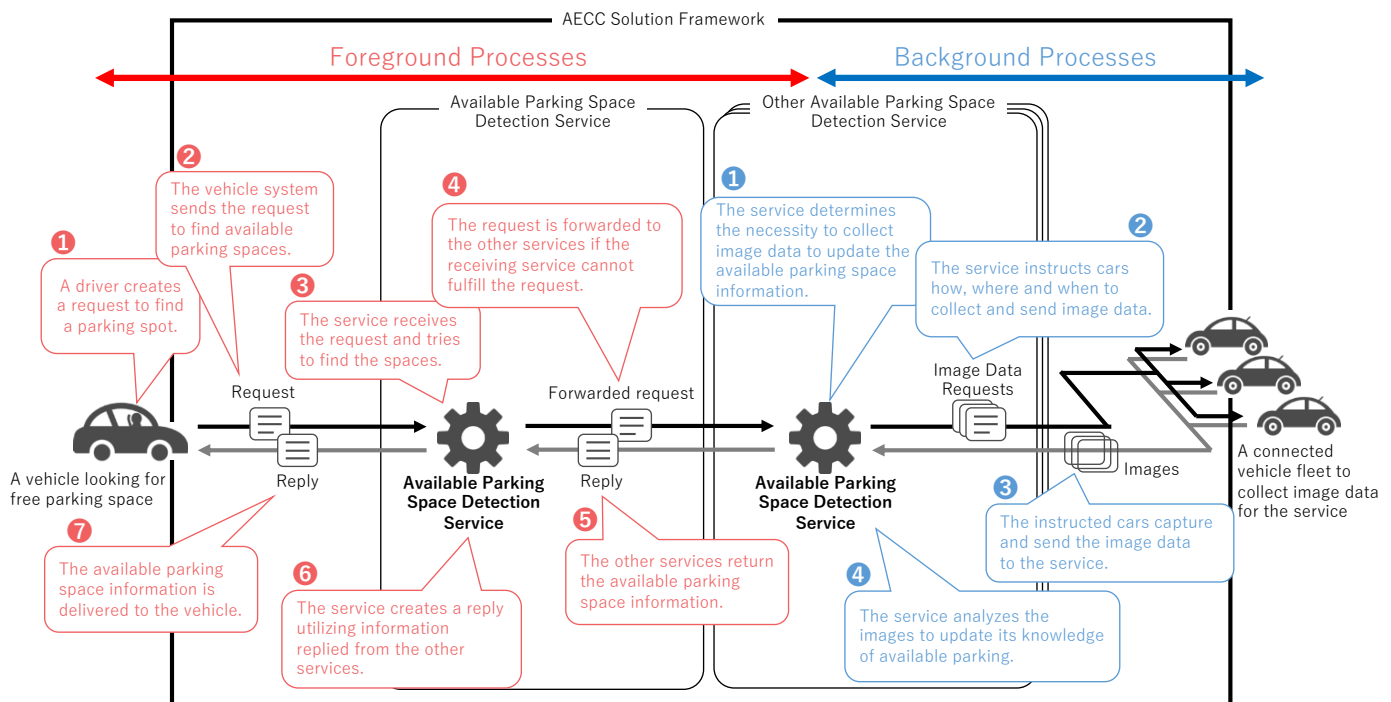 AECC Solution Framework
Foreground Processes
Background Processes
Available Parking Space
Detection Service
Other Available Parking Space
Detection Service
1
A driver creates
a request to find
a parking spot.
2
The vehicle system
sends the request
to find available
parking spaces.
3
The service receives
the request and tries
to find the spaces.
4
The request is forwarded to
the other services if the
receiving service cannot
fulfill the request.
1
The service determines
the necessity to collect
image data to update the
available parking space
information.
2
The service instructs cars
how, where and when to
collect and send image data.
Request
Forwarded request
Image Data
Requests
A vehicle looking for
free parking space
Reply
Available Parking
Space Detection
Service
Reply
Available Parking
Space Detection
Service
Images
A connected
vehicle fleet to
collect image data
for the service
7
The available parking
space information is
delivered to the vehicle.
6
The service creates a reply
utilizing information
replied from the other
services.
5
The other services return
the available parking
space information.
3
The instructed cars capture
and send the image data
to the service.
4
The service analyzes the
images to update its knowledge
of available parking.